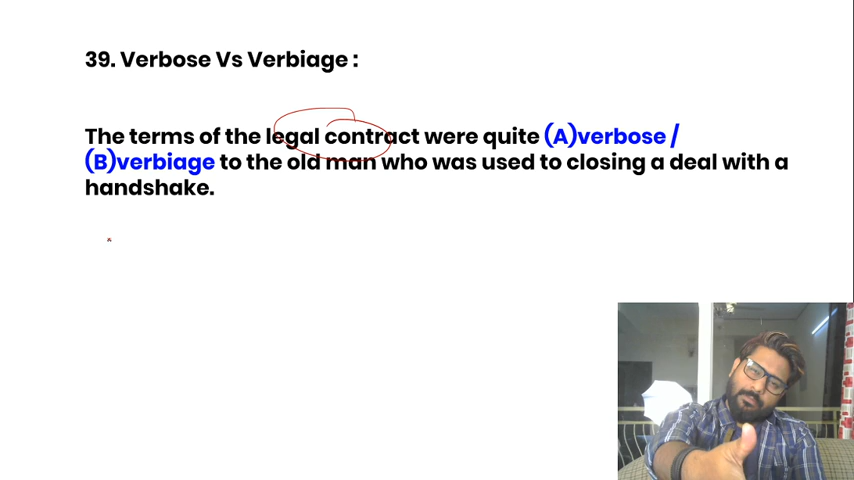 39. Verbose Vs Verbiage :
The terms of the legal contract were quite (A)verbose /
(B)verbiage to the old man who was used to closing a deal with a
handshake.